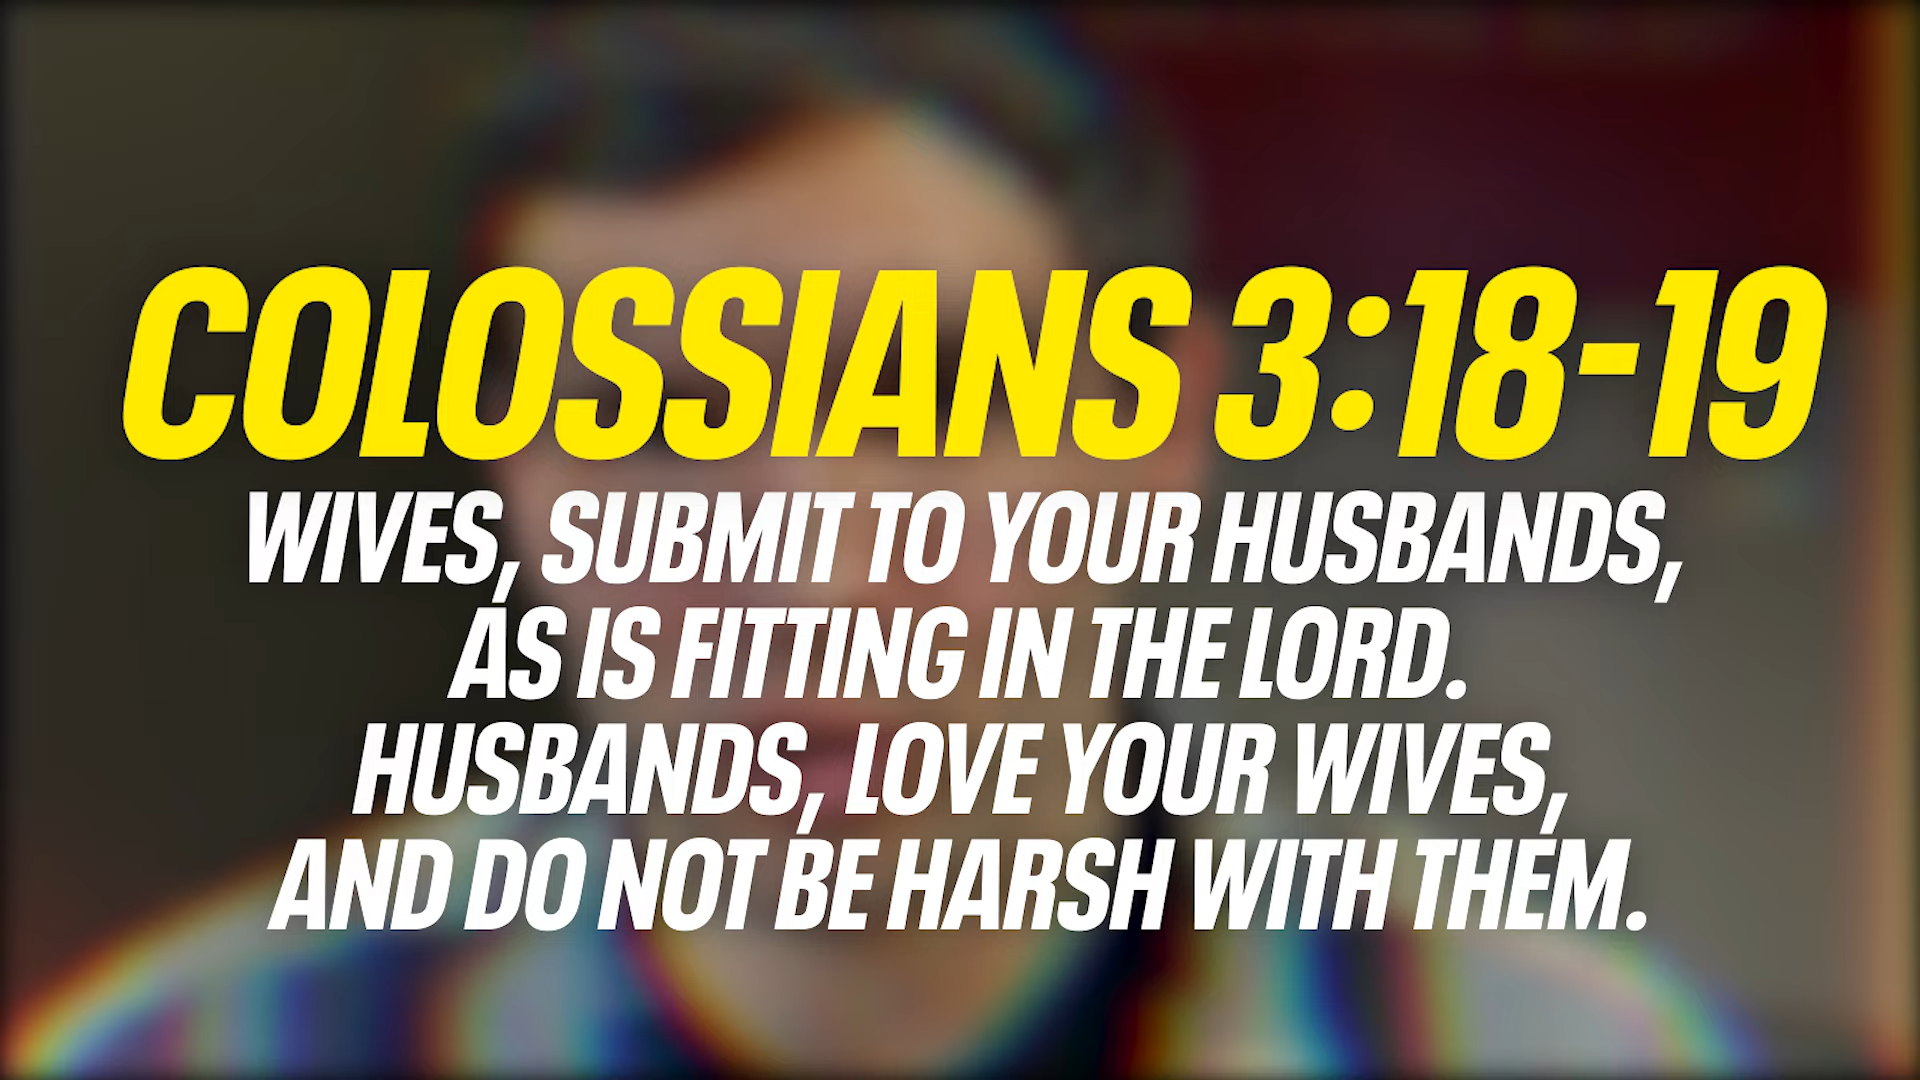 COLOSSIANS 3:18-19
WIVES, SUBMIT TO YOUR HUSBANDS,
AS IS FITTING IN THE LORD.
HUSBANDS, LOVE YOUR WIVES,
AND DO NOT BE HARSH WITH THEM.